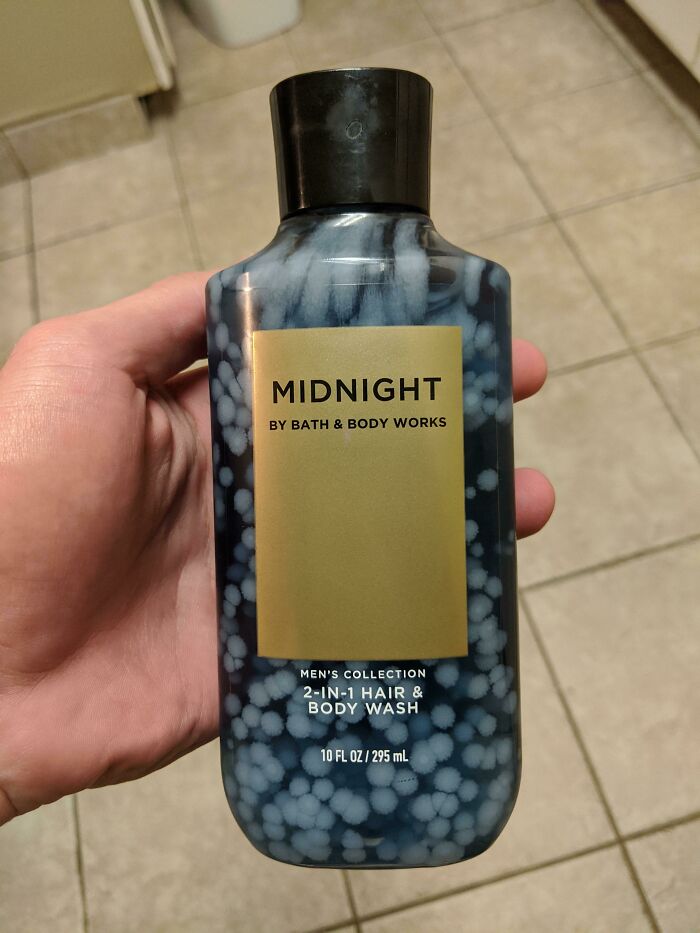 MIDNIGHT
BY BATH & BODY WORKS
MEN'S COLLECTION
2-IN-1 HAIR &
BODY WASH
10 FL OZ / 295 mL